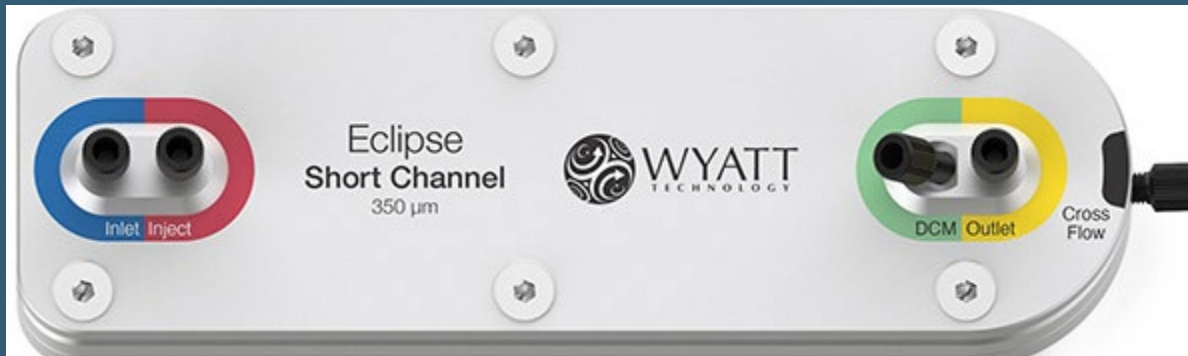 Eclipse
Short Channel
350 µm
WYATT
TECHNOLOGY
Inlet Inject
DCM Outlet
Cross
Flow